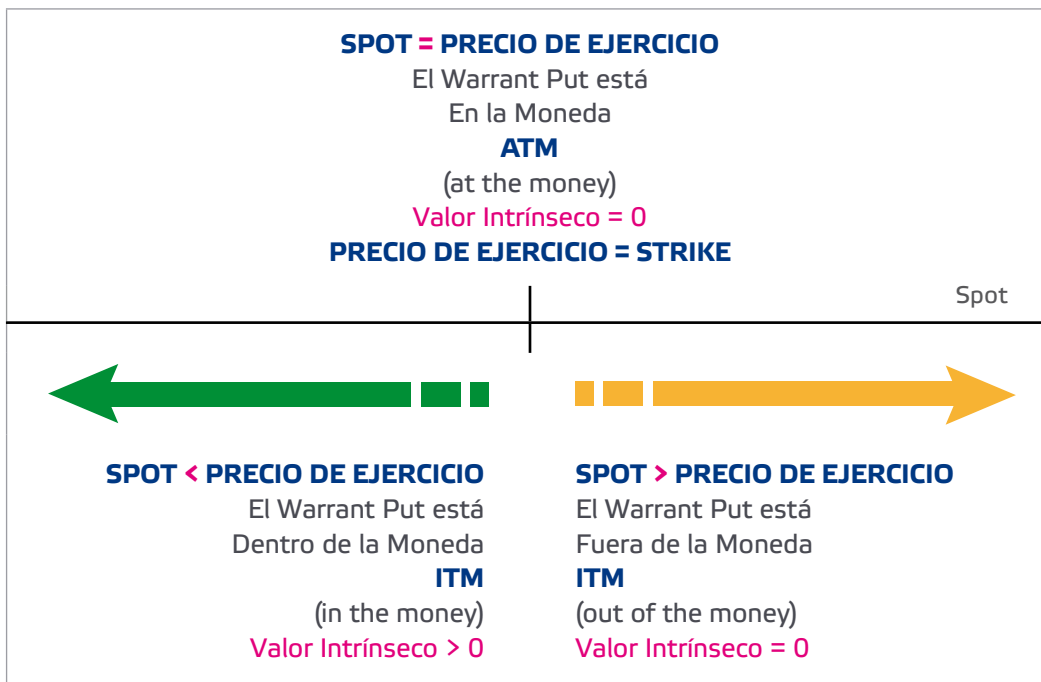 SPOT = PRECIO DE EJERCICIO
El Warrant Put está
En la Moneda
ATM
(at the money)
Valor Intrínseco = 0
PRECIO DE EJERCICIO = STRIKE
Spot
SPOT < PRECIO DE EJERCICIO
El Warrant Put está
Dentro de la Moneda
ITM
(in the money)
Valor Intrínseco > 0
SPOT > PRECIO DE EJERCICIO
El Warrant Put está
Fuera de la Moneda
ITM
(out of the money)
Valor Intrínseco = 0